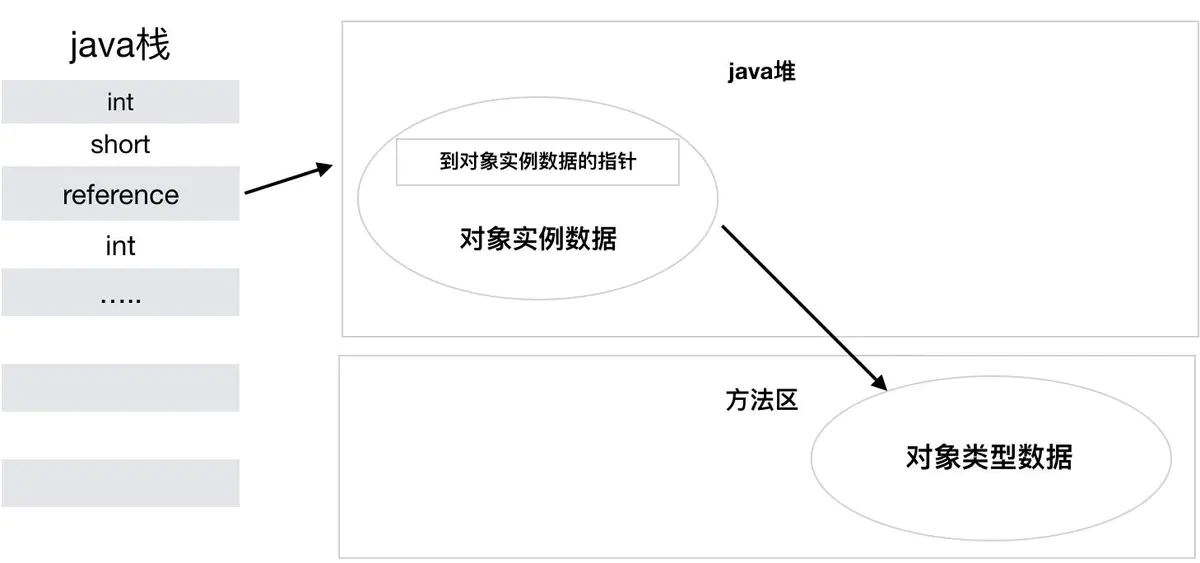 java栈
int
short
reference
int
…..
java堆
到对象实例数据的指针
对象实例数据
方法区
对象类型数据